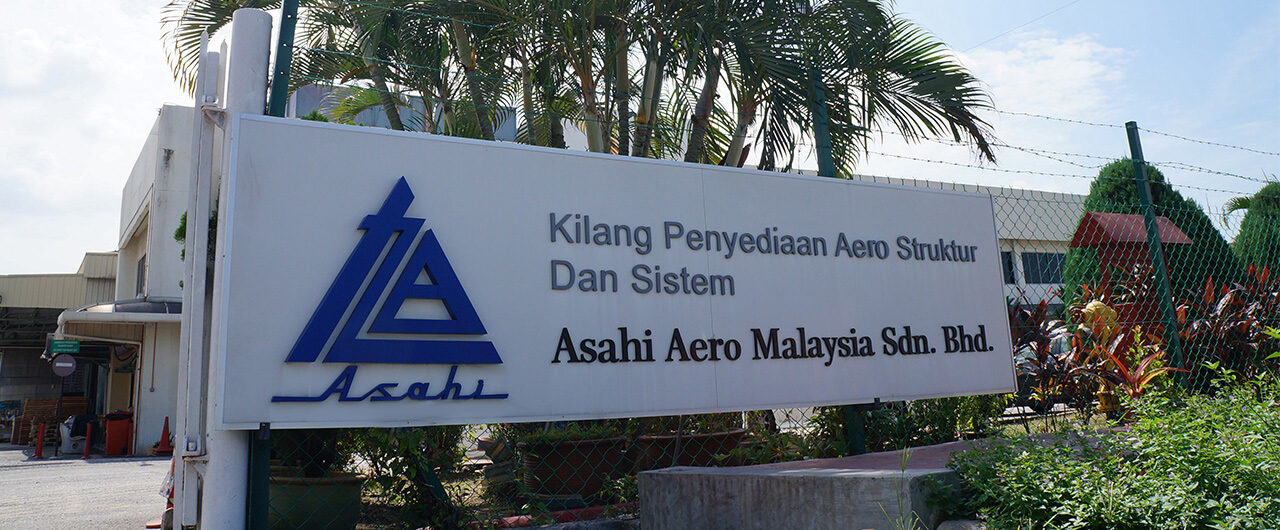 Kilang Penyediaan Aero Struktur
Dan Sistem
Asahi Aero Malaysia Sdn. Bhd.
Asahi